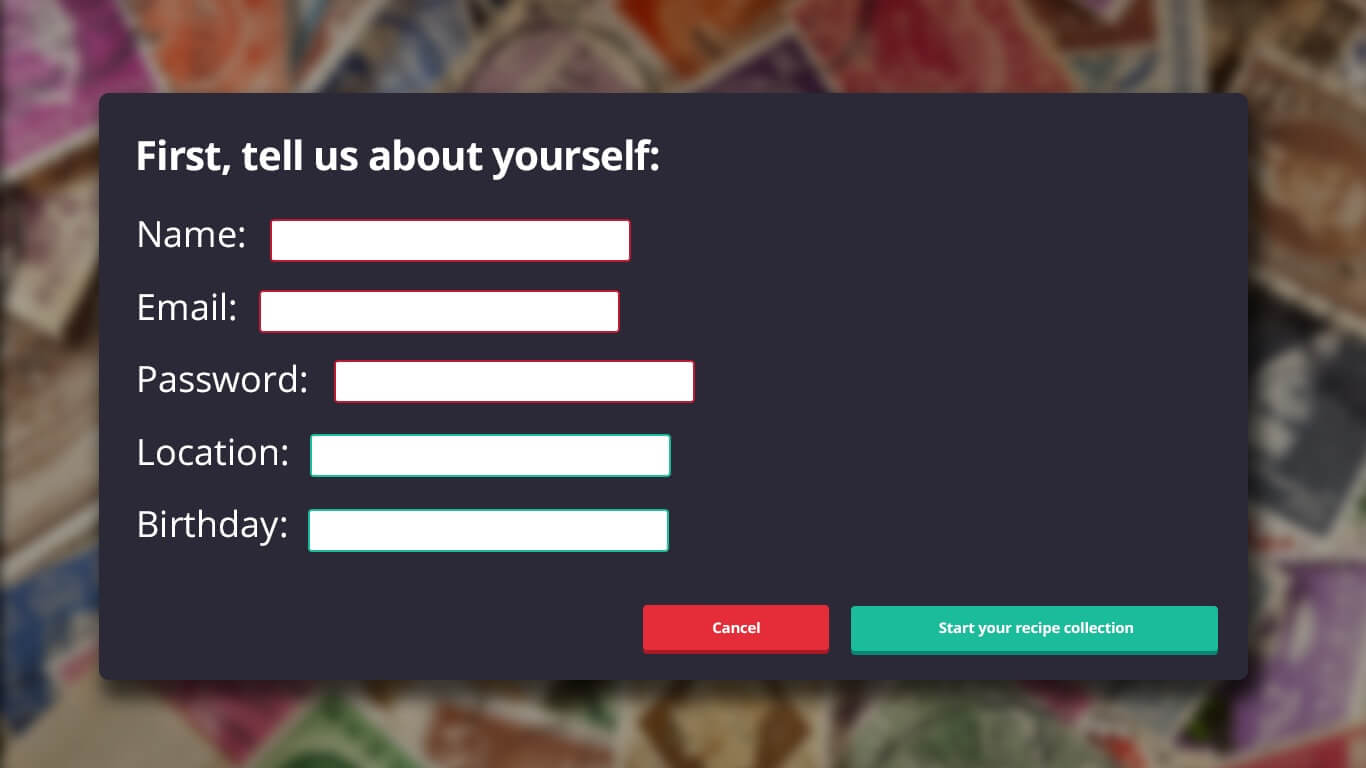 First, tell us about yourself:
Name:
Email:
Password:
Location:
Birthday:
Cancel
Start your recipe collection